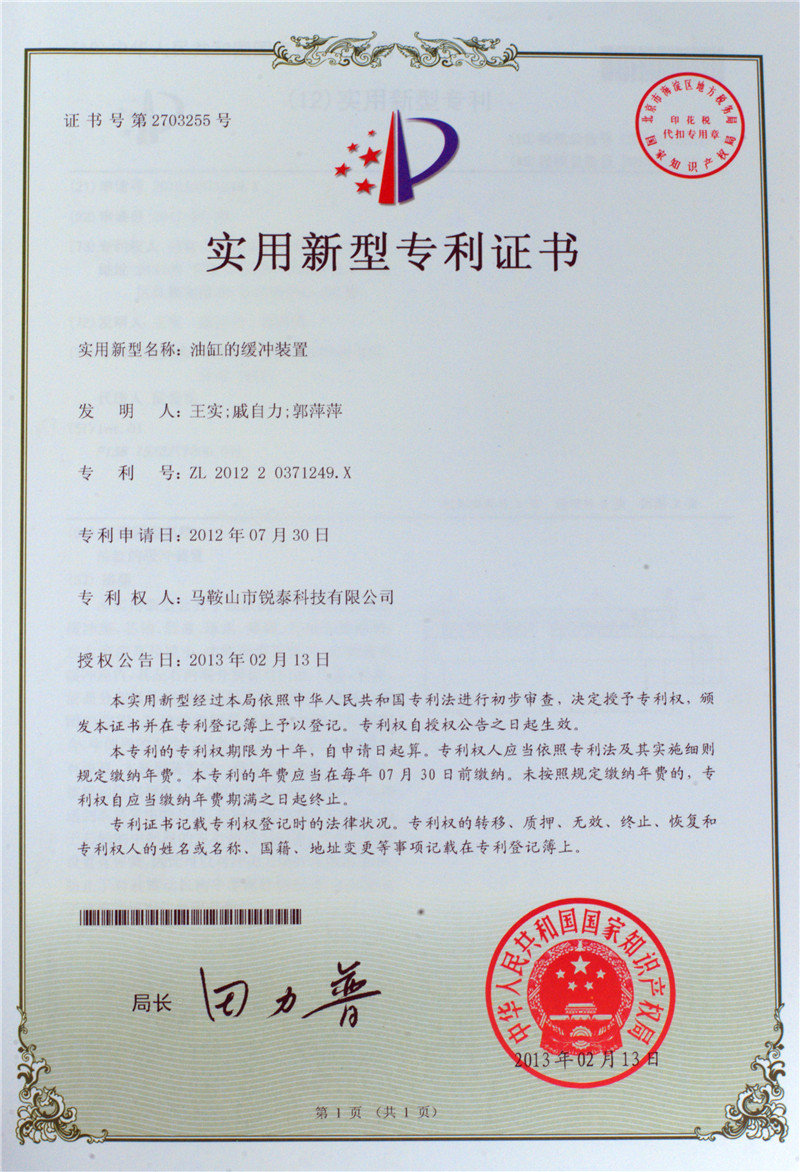 证书号第2703255号
北京市海淀区地方税务局
印花税
代扣专用章
国家知识产权局
实用新型专利证书
实用新型名称：油缸的缓冲装置
发明人：王实;戚自力;郭萍萍
专利号：ZL 2012 2 0371249.X
专利申请日：2012年07月30日
专利权人：马鞍山市锐泰科技有限公司
授权公告日：2013年02月13日
本实用新型经过本局依照中华人民共和国专利法进行初步审查，决定授予专利权，颁
发本证书并在专利登记簿上予以登记。专利权自授权公告之日起生效。
本专利的专利权期限为十年，自申请日起算。专利权人应当依照专利法及其实施细则
规定缴纳年费。本专利的年费应当在每年07月30日前缴纳。未按照规定缴纳年费的，专
利权自应当缴纳年费期满之日起终止。
专利证书记载专利权登记时的法律状况。专利权的转移、质押、无效、终止、恢复和
专利权人的姓名或名称、国籍、地址变更等事项记载在专利登记簿上。
局长 田力普
中华人民共和国国家知识产权局
2013年02月13日
第1页（共1页）